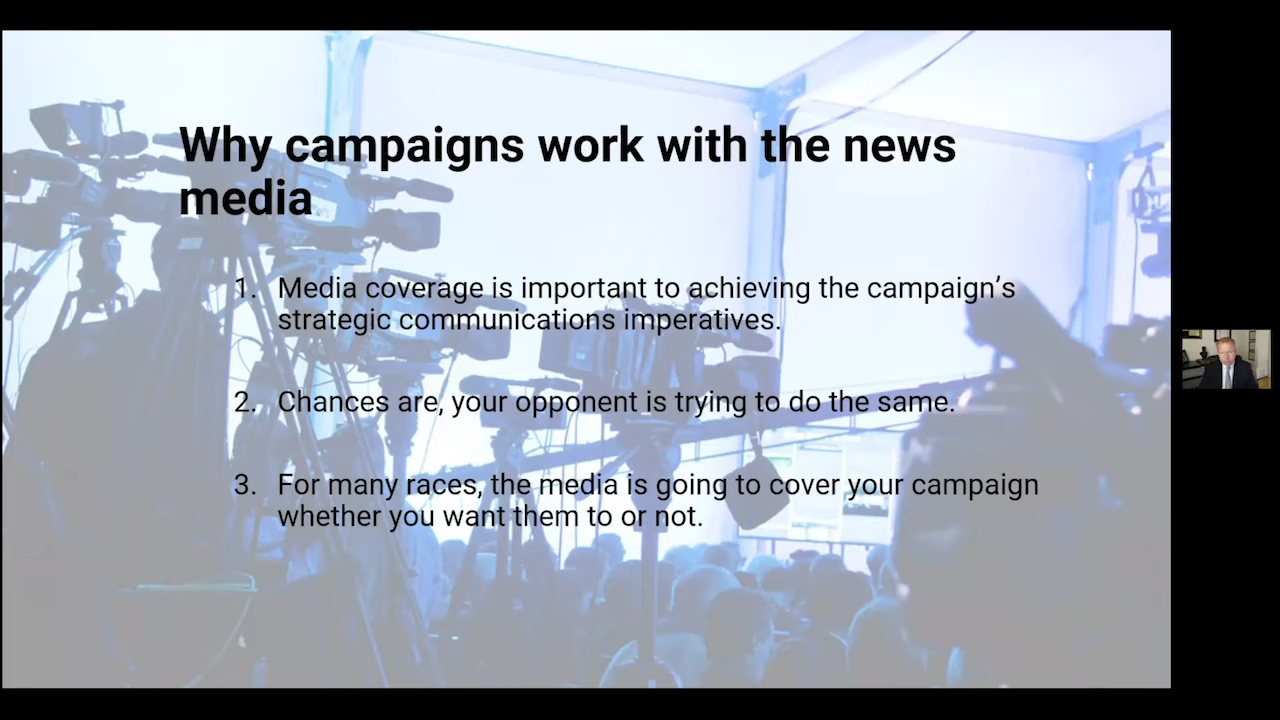 Why campaigns work with the news
media
1. Media coverage is important to achieving the campaign’s
strategic communications imperatives.
2. Chances are, your opponent is trying to do the same.
3. For many races, the media is going to cover your campaign
whether you want them to or not.